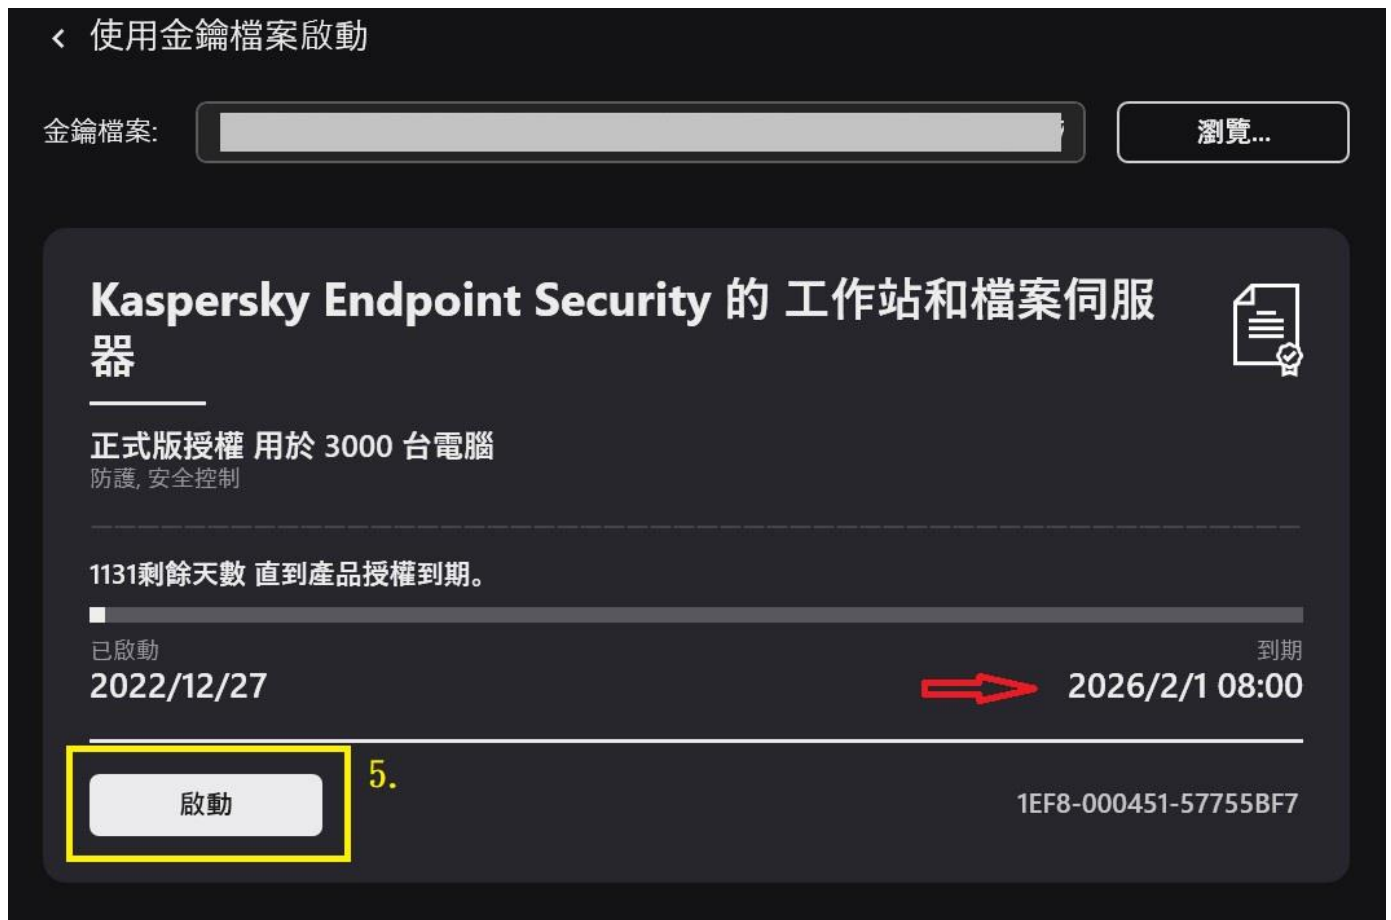 ‹ 使用金鑰檔案啟動
金鑰檔案:
瀏覽...
Kaspersky Endpoint Security 的 工作站和檔案伺服
器
正式版授權 用於 3000 台電腦
防護, 安全控制
1131剩餘天數 直到產品授權到期。
已啟動
到期
2022/12/27
2026/2/1 08:00
5.
啟動
1EF8-000451-57755BF7